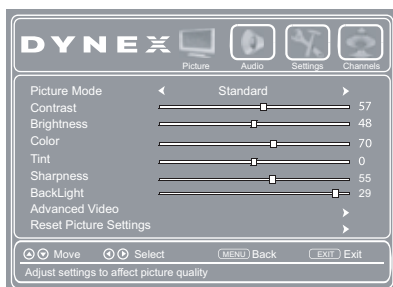 DYNEX
Picture Audio Settings Channels
Picture Mode Standard
Contrast 57
Brightness 48
Color 70
Tint 0
Sharpness 55
BackLight 29
Advanced Video
Reset Picture Settings
Move Select MENU Back EXIT Exit
Adjust settings to affect picture quality